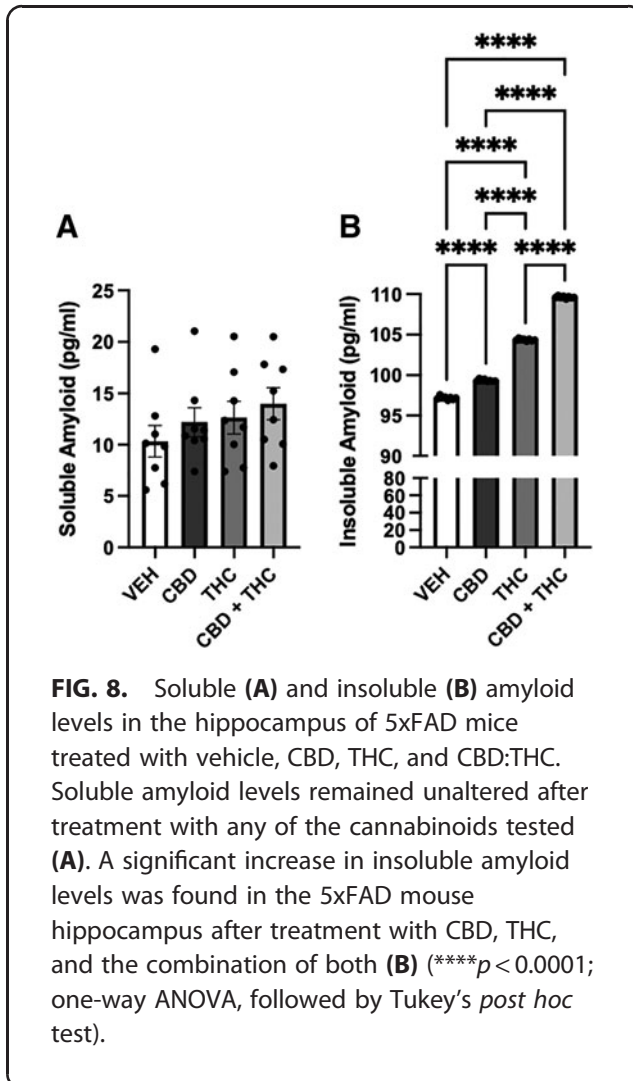 A
Soluble Amyloid (pg/ml)
25
20
15
10
5
0
VEH
CBD
THC
CBD + THC
B
****
****
****
****
**** ****
Insoluble Amyloid (pg/ml)
110
105
100
95
90
80
60
40
20
0
VEH
CBD
THC
CBD + THC
FIG. 8. Soluble (A) and insoluble (B) amyloid
levels in the hippocampus of 5xFAD mice
treated with vehicle, CBD, THC, and CBD:THC.
Soluble amyloid levels remained unaltered after
treatment with any of the cannabinoids tested
(A). A significant increase in insoluble amyloid
levels was found in the 5xFAD mouse
hippocampus after treatment with CBD, THC,
and the combination of both (B) (****p < 0.0001;
one-way ANOVA, followed by Tukey's post hoc
test).